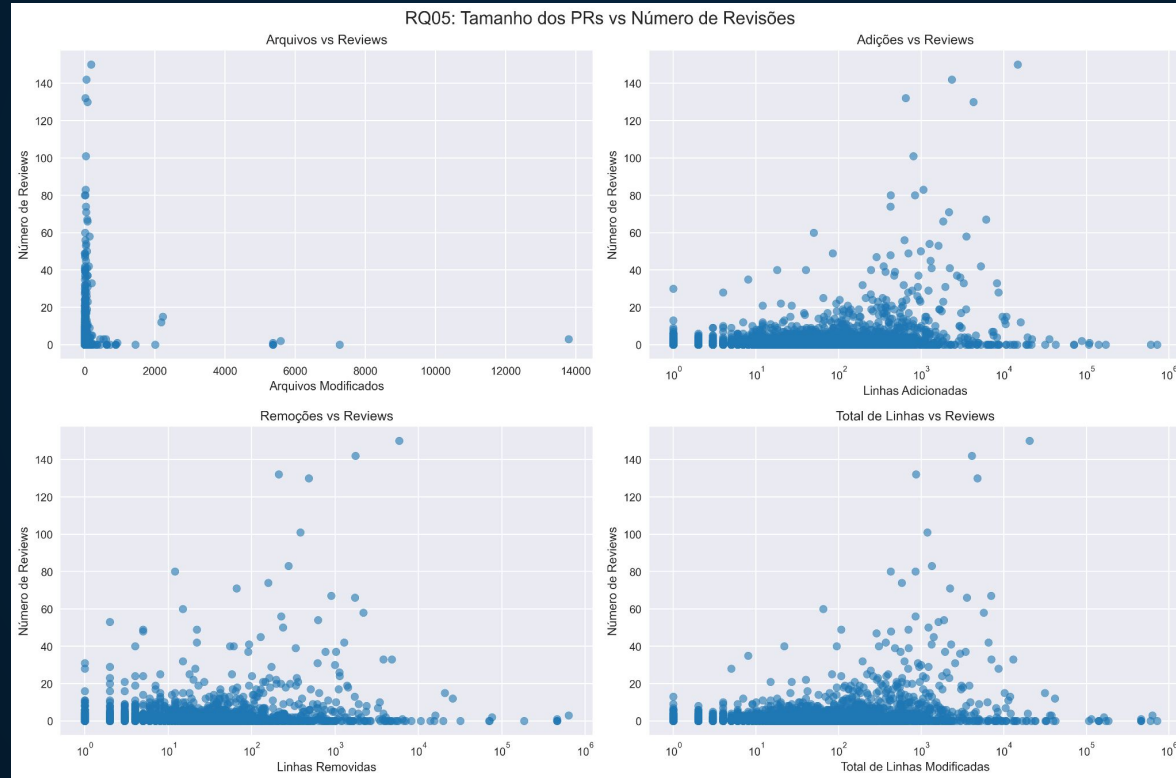 RQ05: Tamanho dos PRs vs Número de Revisões
Arquivos vs Reviews
Número de Reviews
140
120
100
80
60
40
20
0
0 2000 4000 6000 8000 10000 12000 14000
Arquivos Modificados
Adições vs Reviews
Número de Reviews
140
120
100
80
60
40
20
0
10⁰ 10¹ 10² 10³ 10⁴ 10⁵ 10⁶
Linhas Adicionadas
Remoções vs Reviews
Número de Reviews
140
120
100
80
60
40
20
0
10⁰ 10¹ 10² 10³ 10⁴ 10⁵ 10⁶
Linhas Removidas
Total de Linhas vs Reviews
Número de Reviews
140
120
100
80
60
40
20
0
10⁰ 10¹ 10² 10³ 10⁴ 10⁵ 10⁶
Total de Linhas Modificadas